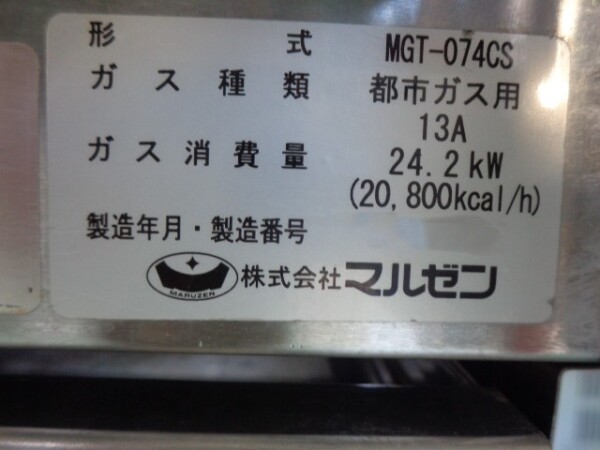 形式 MGT-074CS
ガス種類 都市ガス用
13A
ガス消費量 24.2kW
(20,800kcal/h)
製造年月・製造番号
MARUZEN 株式会社マルゼン